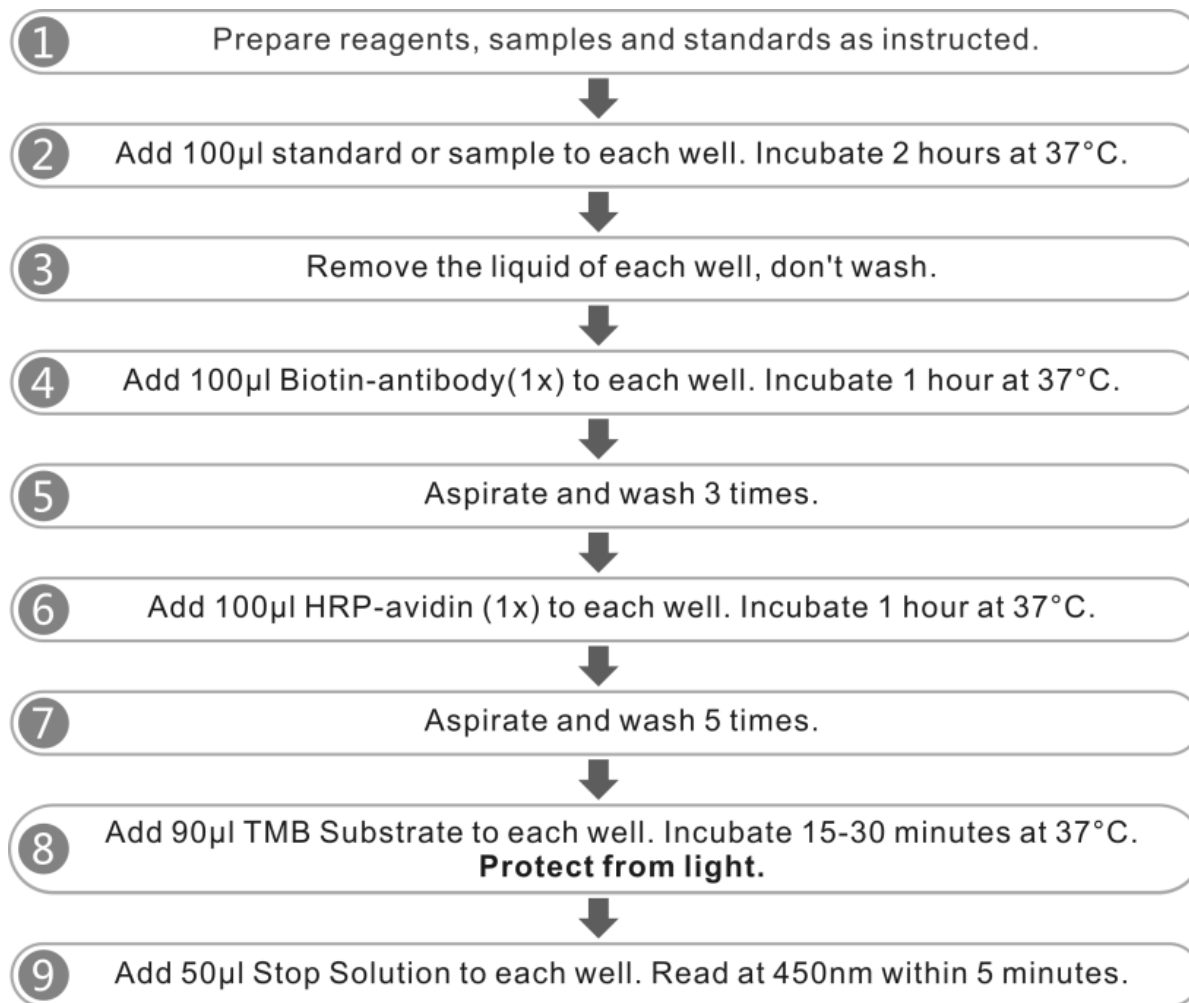 1 Prepare reagents, samples and standards as instructed.
2 Add 100µl standard or sample to each well. Incubate 2 hours at 37°C.
3 Remove the liquid of each well, don't wash.
4 Add 100µl Biotin-antibody(1x) to each well. Incubate 1 hour at 37°C.
5 Aspirate and wash 3 times.
6 Add 100µl HRP-avidin (1x) to each well. Incubate 1 hour at 37°C.
7 Aspirate and wash 5 times.
8 Add 90µl TMB Substrate to each well. Incubate 15-30 minutes at 37°C.
Protect from light.
9 Add 50µl Stop Solution to each well. Read at 450nm within 5 minutes.